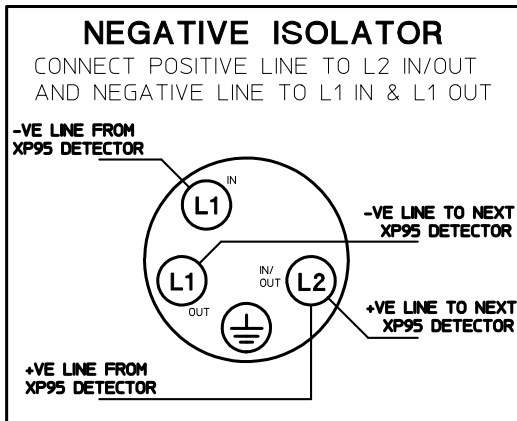 NEGATIVE ISOLATOR
CONNECT POSITIVE LINE TO L2 IN/OUT
AND NEGATIVE LINE TO L1 IN & L1 OUT
-VE LINE FROM
XP95 DETECTOR
IN
L1
-VE LINE TO NEXT
XP95 DETECTOR
L1
OUT
IN/
OUT
L2
+VE LINE TO NEXT
XP95 DETECTOR
+VE LINE FROM
XP95 DETECTOR